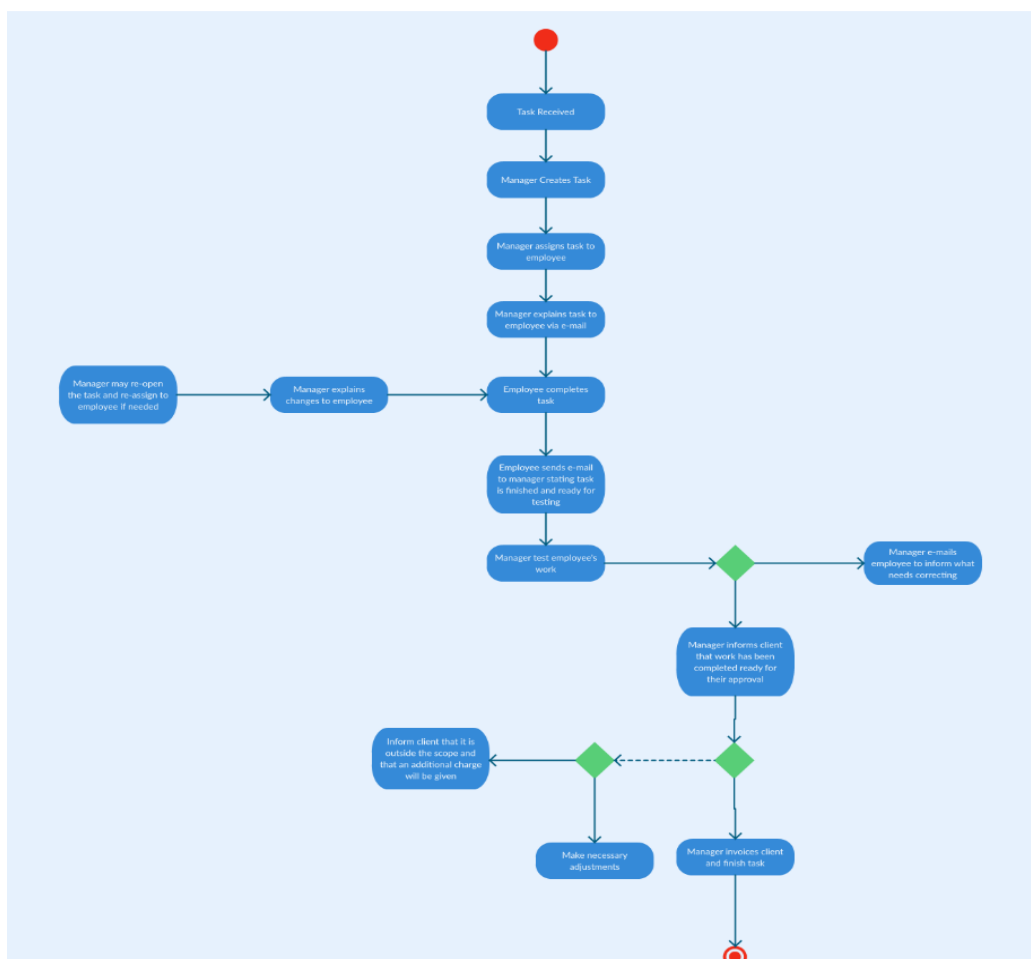 Task Received
Manager Creates Task
Manager assigns task to
employee
Manager explains task to
employee via e-mail
Manager may re-open
the task and re-assign to
employee if needed
Manager explains
changes to employee
Employee completes
task
Employee sends e-mail
to manager stating task
is finished and ready for
testing
Manager test employee's
work
Manager e-mails
employee to inform what
needs correcting
Manager informs client
that work has been
completed ready for
their approval
Inform client that it is
outside the scope and
that an additional charge
will be given
Make necessary
adjustments
Manager invoices client
and finish task